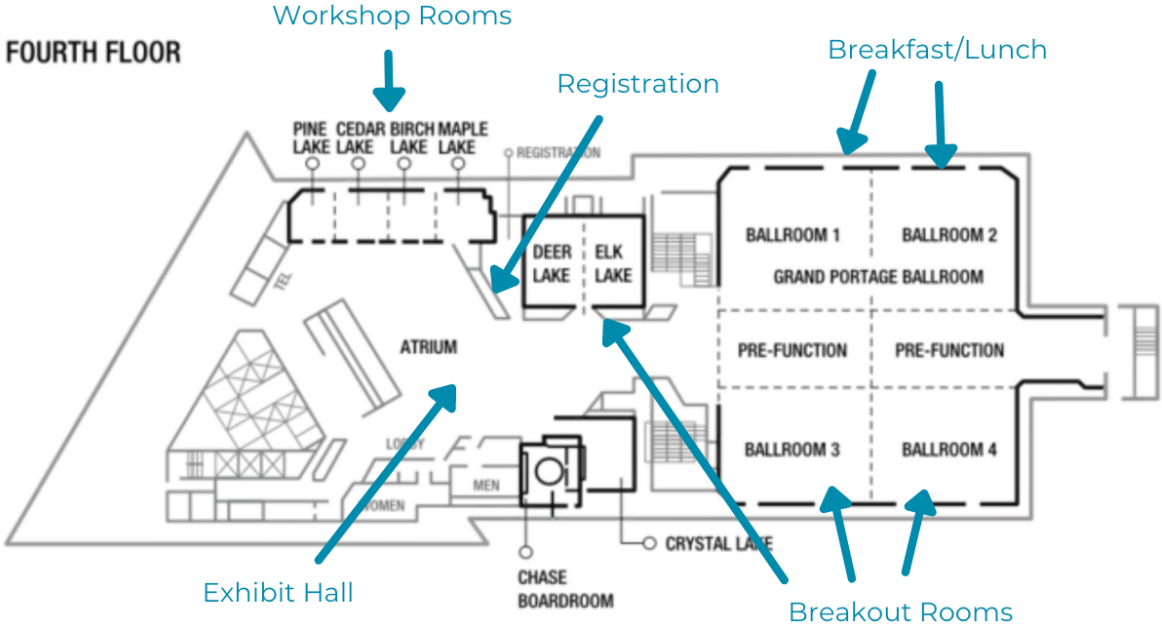 Workshop Rooms
FOURTH FLOOR
Breakfast/Lunch
Registration
PINE LAKE
CEDAR LAKE
BIRCH LAKE
MAPLE LAKE
REGISTRATION
DEER LAKE
ELK LAKE
BALLROOM 1
BALLROOM 2
GRAND PORTAGE BALLROOM
TEL
ATRIUM
PRE-FUNCTION
PRE-FUNCTION
LOBBY
BALLROOM 3
BALLROOM 4
MEN
WOMEN
CRYSTAL LAKE
CHASE
BOARDROOM
Exhibit Hall
Breakout Rooms